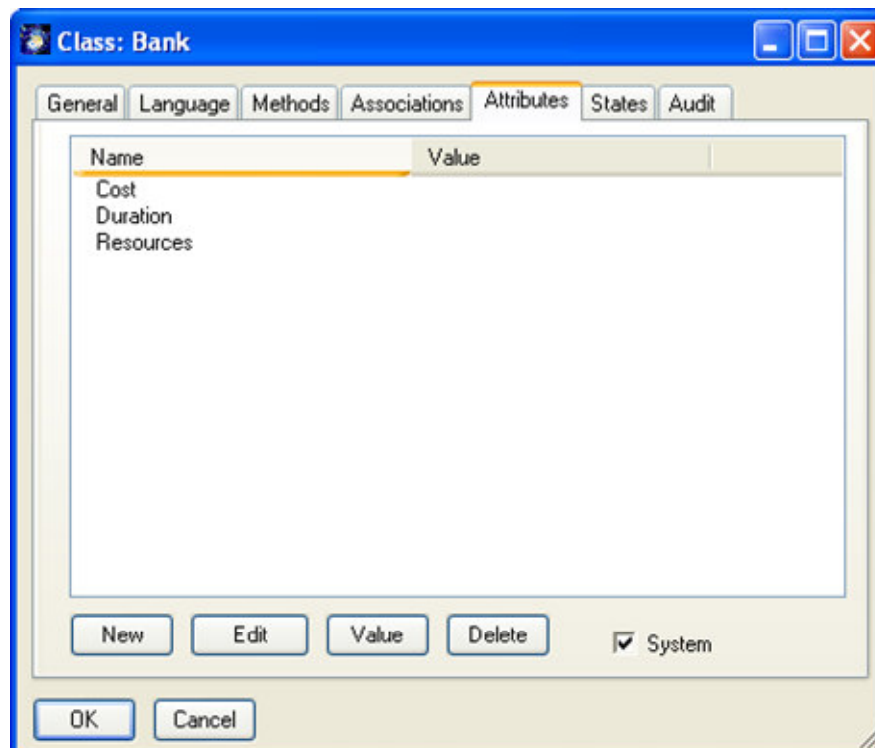 Class: Bank
General Language Methods Associations Attributes States Audit
Name Value
Cost
Duration
Resources
New Edit Value Delete System
OK Cancel